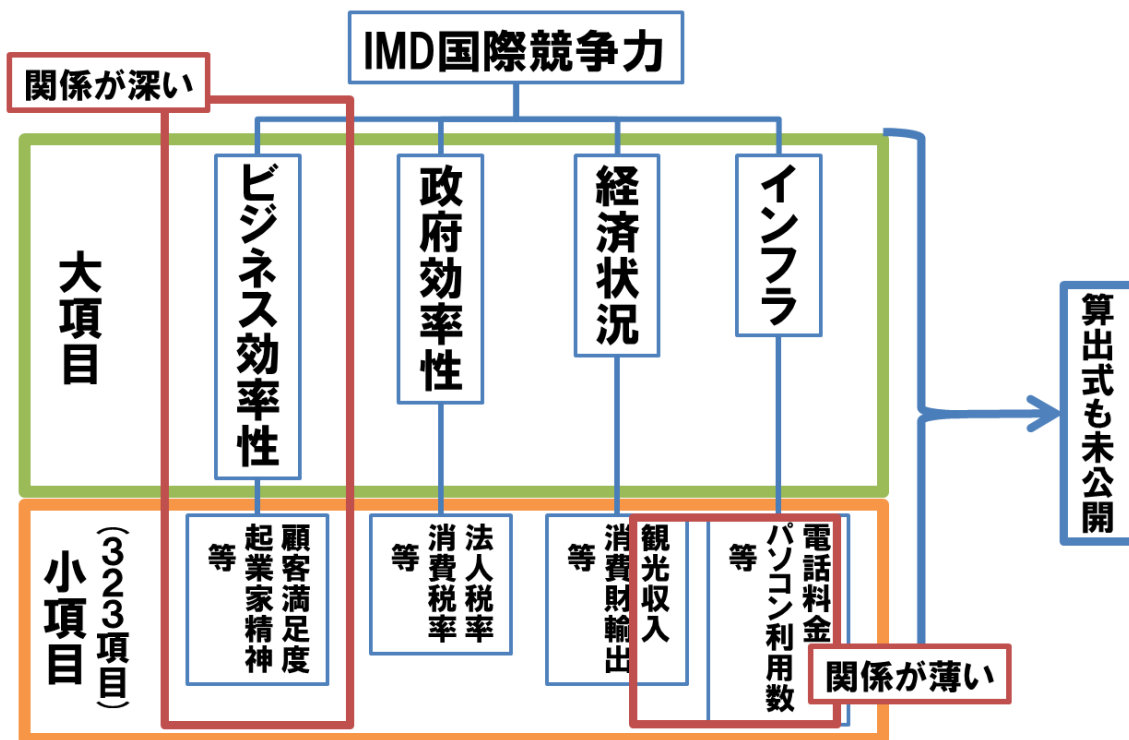 IMD国際競争力
関係が深い
大項目
ビジネス効率性
政府効率性
経済状況
インフラ
算出式も未公開
小項目
(323項目)
顧客満足度
起業家精神
等
法人税率
消費税率
等
観光収入
消費財輸出
等
電話料金
パソコン利用数
等
関係が薄い